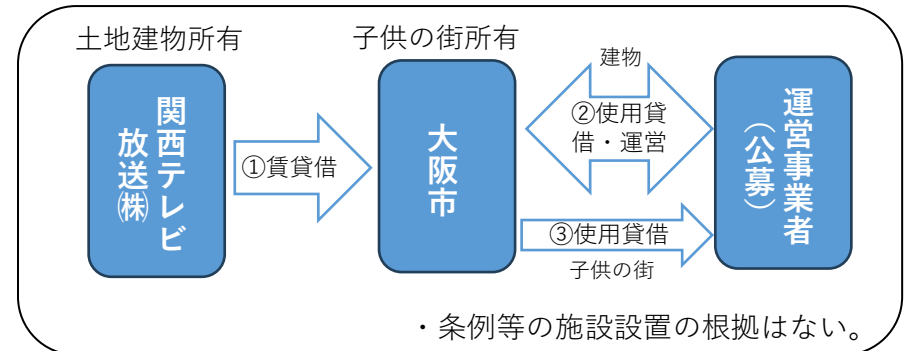 土地建物所有
子供の街所有
関西テレビ
放送㈱
①賃貸借
大阪市
建物
②使用貸
借・運営
③使用貸借
子供の街
運営事業者
（公募）
・条例等の施設設置の根拠はない。